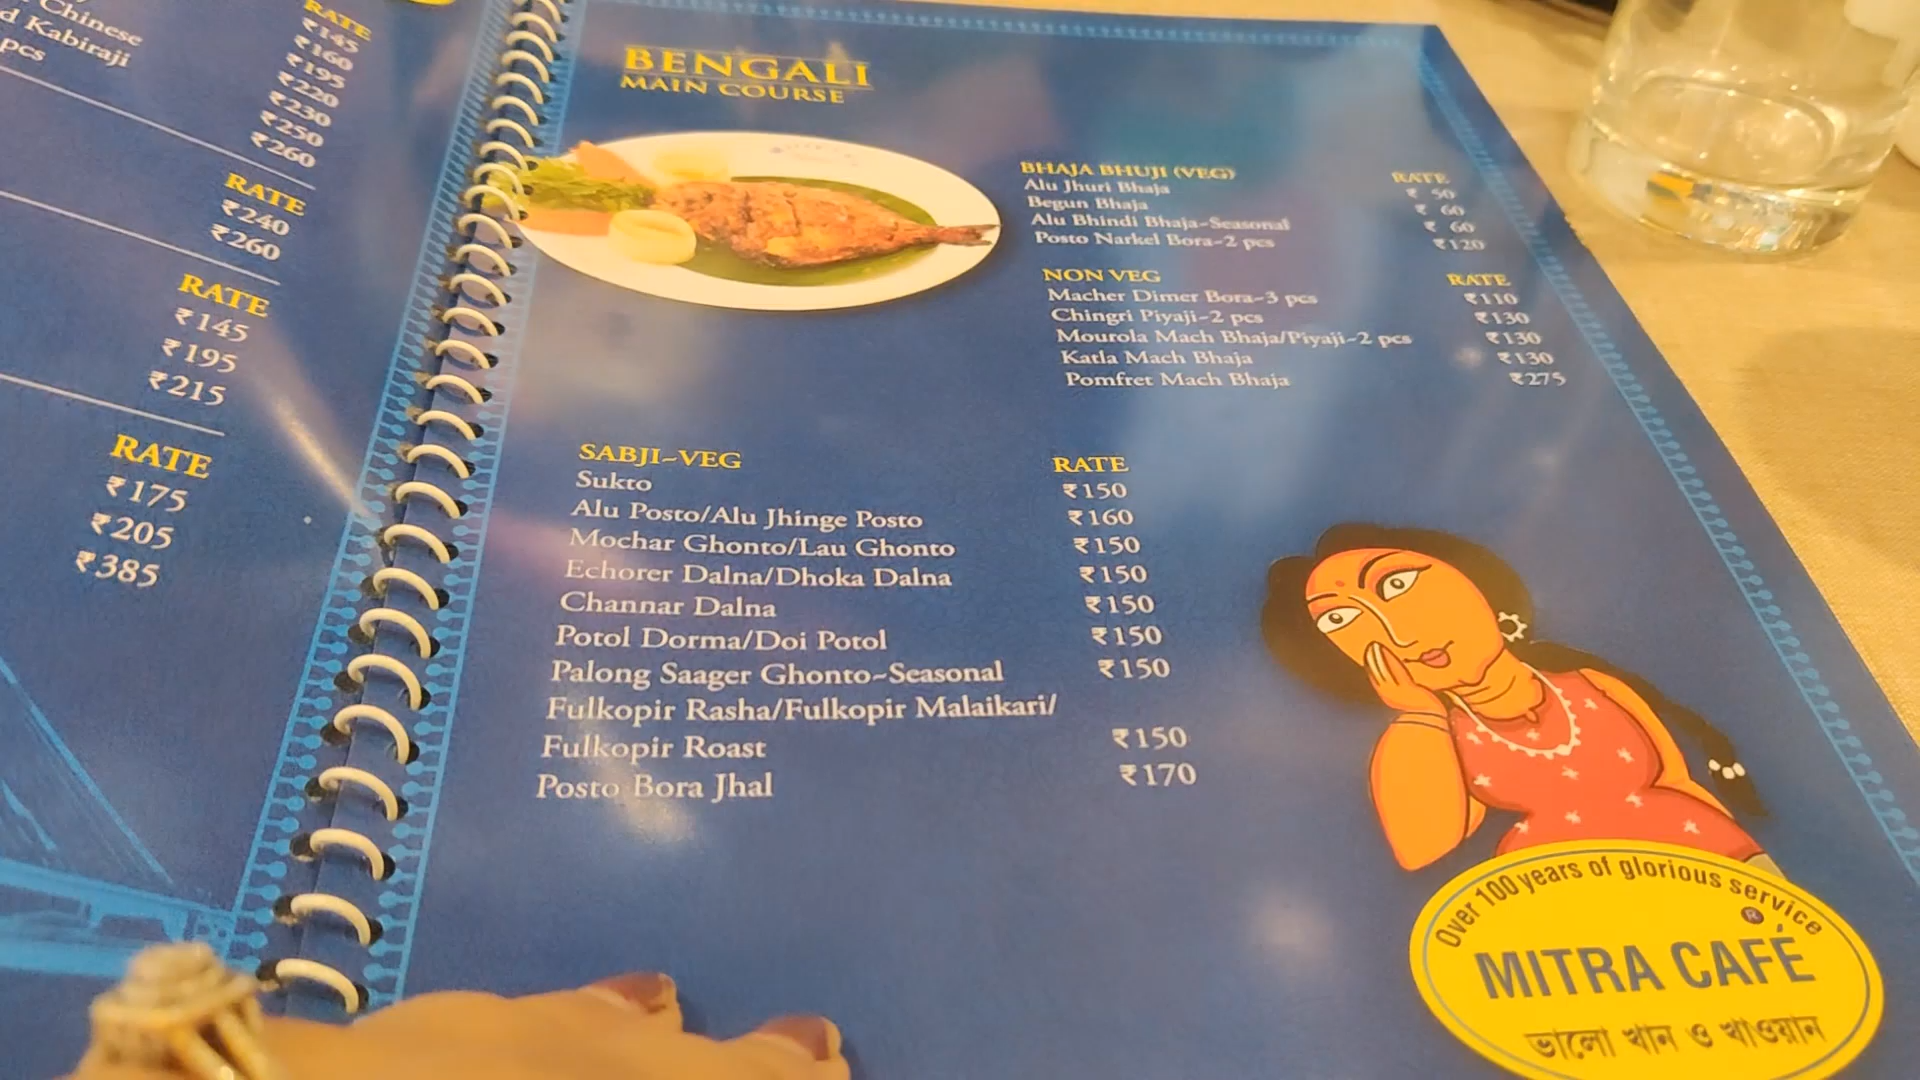 Chinese
d Kabiraji
pcs
RATE
₹145
₹160
₹195
₹220
₹230
₹250
₹260
RATE
₹240
₹260
RATE
₹145
₹195
₹215
RATE
₹175
₹205
₹385
BENGALI
MAIN COURSE
BHAJA BHUJI (VEG) RATE
Alu Jhuri Bhaja ₹ 50
Begun Bhaja ₹ 60
Alu Bhindi Bhaja~Seasonal ₹ 60
Posto Narkel Bora~2 pcs ₹120
NON VEG RATE
Macher Dimer Bora~3 pcs ₹110
Chingri Piyaji~2 pcs ₹130
Mourola Mach Bhaja/Piyaji~2 pcs ₹130
Katla Mach Bhaja ₹130
Pomfret Mach Bhaja ₹275
SABJI~VEG RATE
Sukto ₹150
Alu Posto/Alu Jhinge Posto ₹160
Mochar Ghonto/Lau Ghonto ₹150
Echorer Dalna/Dhoka Dalna ₹150
Channar Dalna ₹150
Potol Dorma/Doi Potol ₹150
Palong Saager Ghonto~Seasonal ₹150
Fulkopir Rasha/Fulkopir Malaikari/
Fulkopir Roast ₹150
Posto Bora Jhal ₹170
Over 100 years of glorious service
®
MITRA CAFÉ
ভালো খান ও খাওয়ান